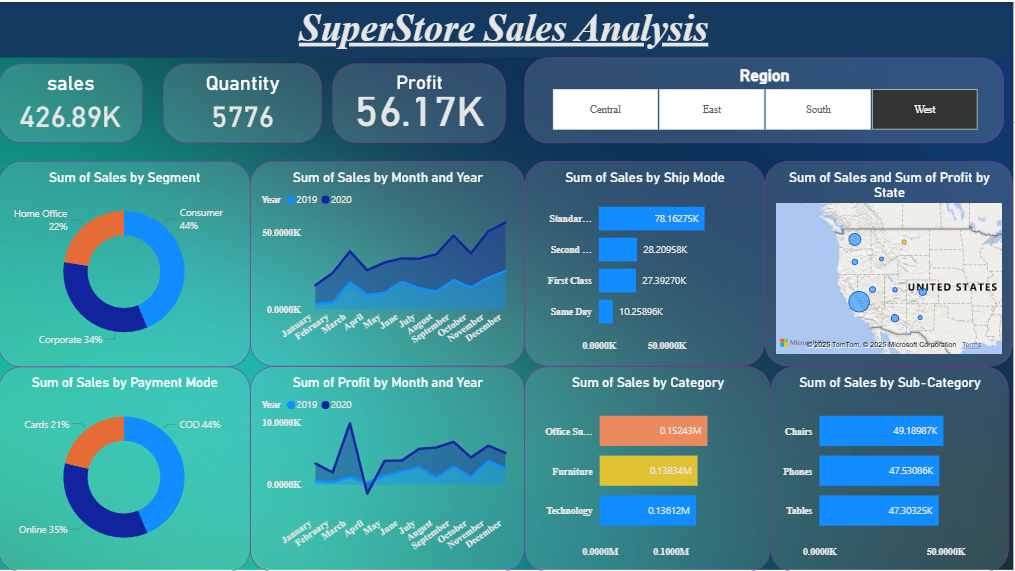 SuperStore Sales Analysis
sales
426.89K
Quantity
5776
Profit
56.17K
Region
Central
East
South
West
Sum of Sales by Segment
Home Office
22%
Consumer
44%
Corporate 34%
Sum of Sales by Month and Year
Year 2019 2020
50.0000K
0.0000K
January
February
March
April
May
June
July
August
September
October
November
December
Sum of Sales by Ship Mode
Standar... 78.16275K
Second ... 28.20958K
First Class 27.39270K
Same Day 10.25896K
0.0000K 50.0000K
Sum of Sales and Sum of Profit by
State
UNITED STATES
© 2025 TomTom, © 2025 Microsoft Corporation Terms
Sum of Sales by Payment Mode
Cards 21%
COD 44%
Online 35%
Sum of Profit by Month and Year
Year 2019 2020
10.0000K
0.0000K
January
February
March
April
May
June
July
August
September
October
November
December
Sum of Sales by Category
Office Su... 0.15243M
Furniture 0.13834M
Technology 0.13612M
0.0000M 0.1000M
Sum of Sales by Sub-Category
Chairs 49.18987K
Phones 47.53086K
Tables 47.30325K
0.0000K 50.0000K